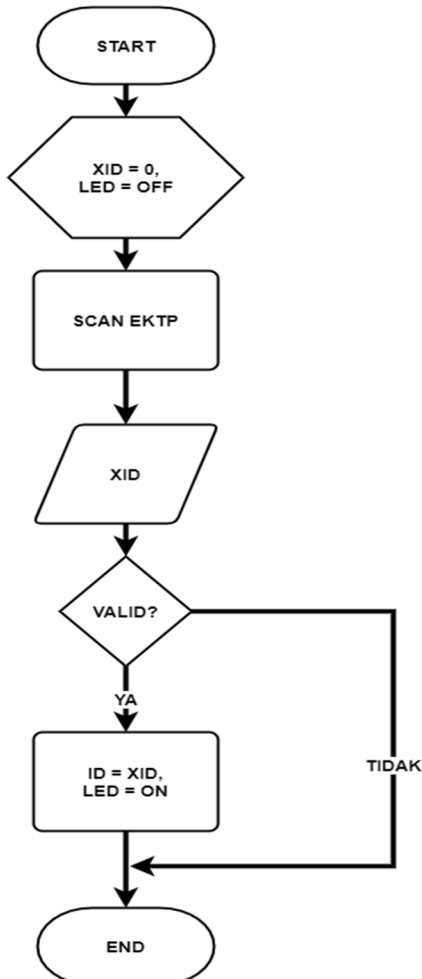 START
XID = 0,
LED = OFF
SCAN EKTP
XID
VALID?
YA
ID = XID,
LED = ON
TIDAK
END